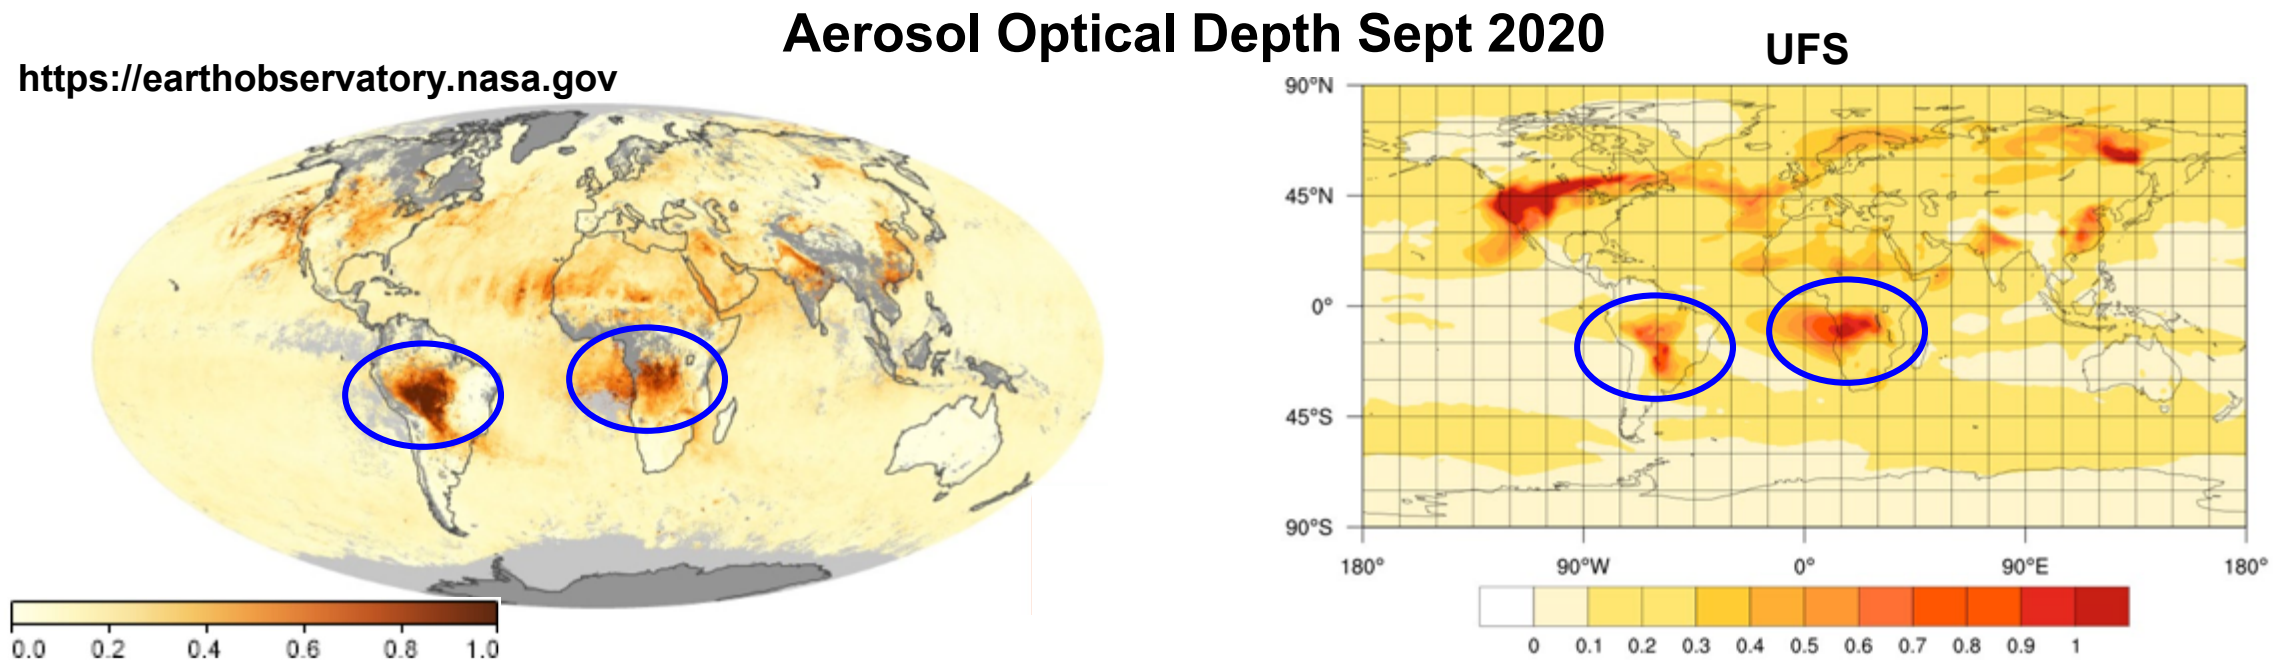 Aerosol Optical Depth Sept 2020
https://earthobservatory.nasa.gov
0.0 0.2 0.4 0.6 0.8 1.0
UFS
90°N
45°N
0°
45°S
90°S
180° 90°W 0° 90°E 180°
0 0.1 0.2 0.3 0.4 0.5 0.6 0.7 0.8 0.9 1